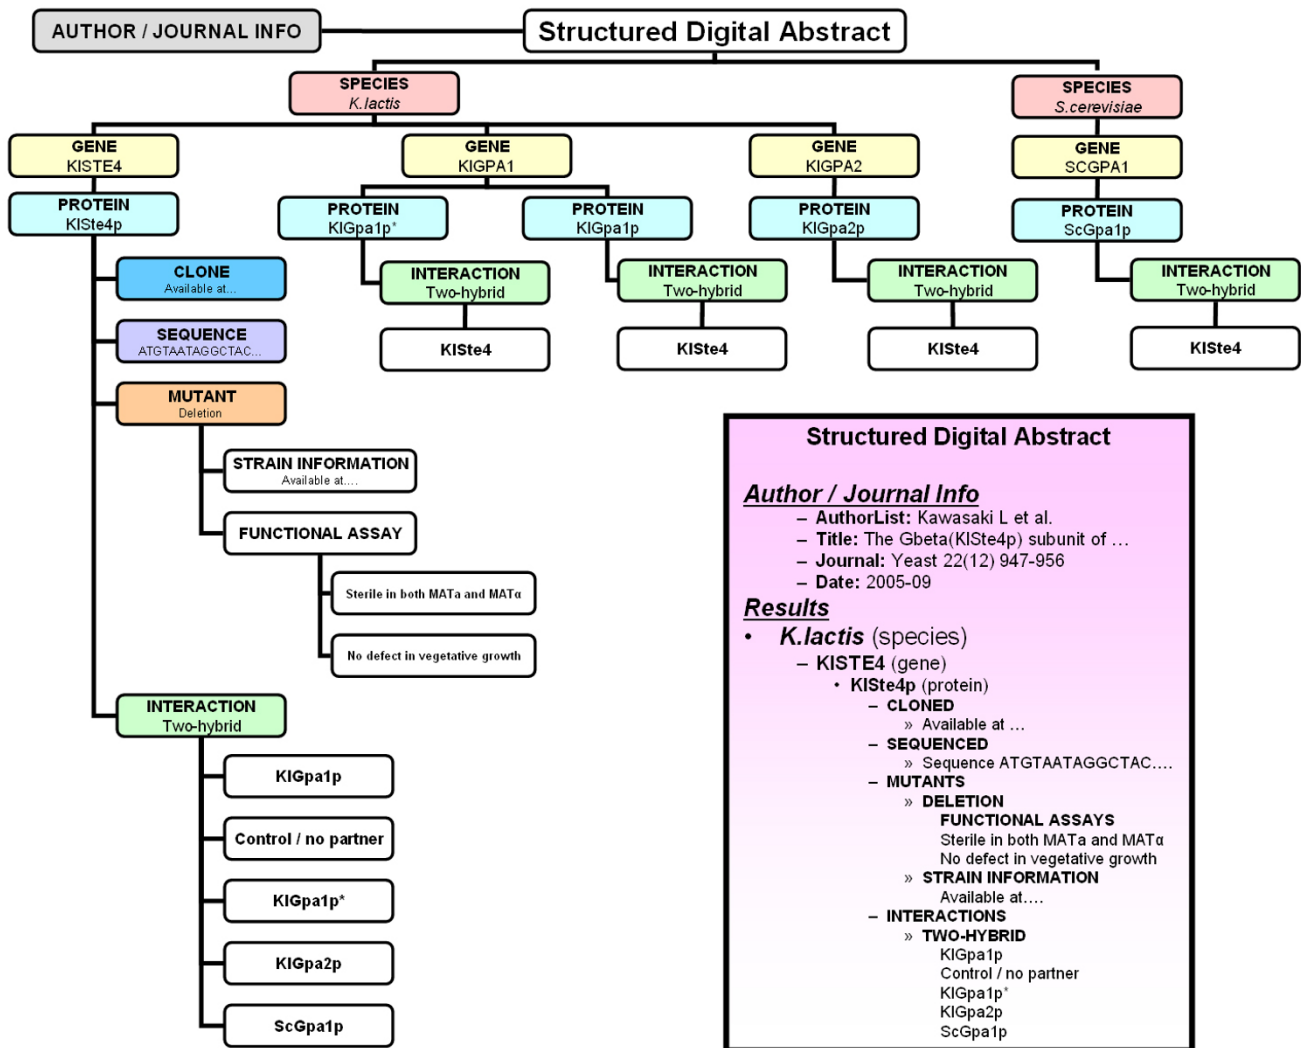 AUTHOR / JOURNAL INFO
Structured Digital Abstract
SPECIES
K.lactis
SPECIES
S.cerevisiae
GENE
KlSTE4
GENE
KlGPA1
GENE
KlGPA2
GENE
SCGPA1
PROTEIN
KlSte4p
PROTEIN
KlGpa1p*
PROTEIN
KlGpa1p
PROTEIN
KlGpa2p
PROTEIN
ScGpa1p
CLONE
Available at...
INTERACTION
Two-hybrid
INTERACTION
Two-hybrid
INTERACTION
Two-hybrid
INTERACTION
Two-hybrid
SEQUENCE
ATGTAATAGGCTAC...
KlSte4
KlSte4
KlSte4
KlSte4
MUTANT
Deletion
STRAIN INFORMATION
Available at....
FUNCTIONAL ASSAY
Sterile in both MATa and MATα
No defect in vegetative growth
INTERACTION
Two-hybrid
KlGpa1p
Control / no partner
KlGpa1p*
KlGpa2p
ScGpa1p
Structured Digital Abstract
Author / Journal Info
– AuthorList: Kawasaki L et al.
– Title: The Gbeta(KlSte4p) subunit of …
– Journal: Yeast 22(12) 947-956
– Date: 2005-09
Results
• K.lactis (species)
– KlSTE4 (gene)
• KlSte4p (protein)
– CLONED
» Available at …
– SEQUENCED
» Sequence ATGTAATAGGCTAC….
– MUTANTS
» DELETION
FUNCTIONAL ASSAYS
Sterile in both MATa and MATα
No defect in vegetative growth
» STRAIN INFORMATION
Available at….
– INTERACTIONS
» TWO-HYBRID
KlGpa1p
Control / no partner
KlGpa1p*
KlGpa2p
ScGpa1p